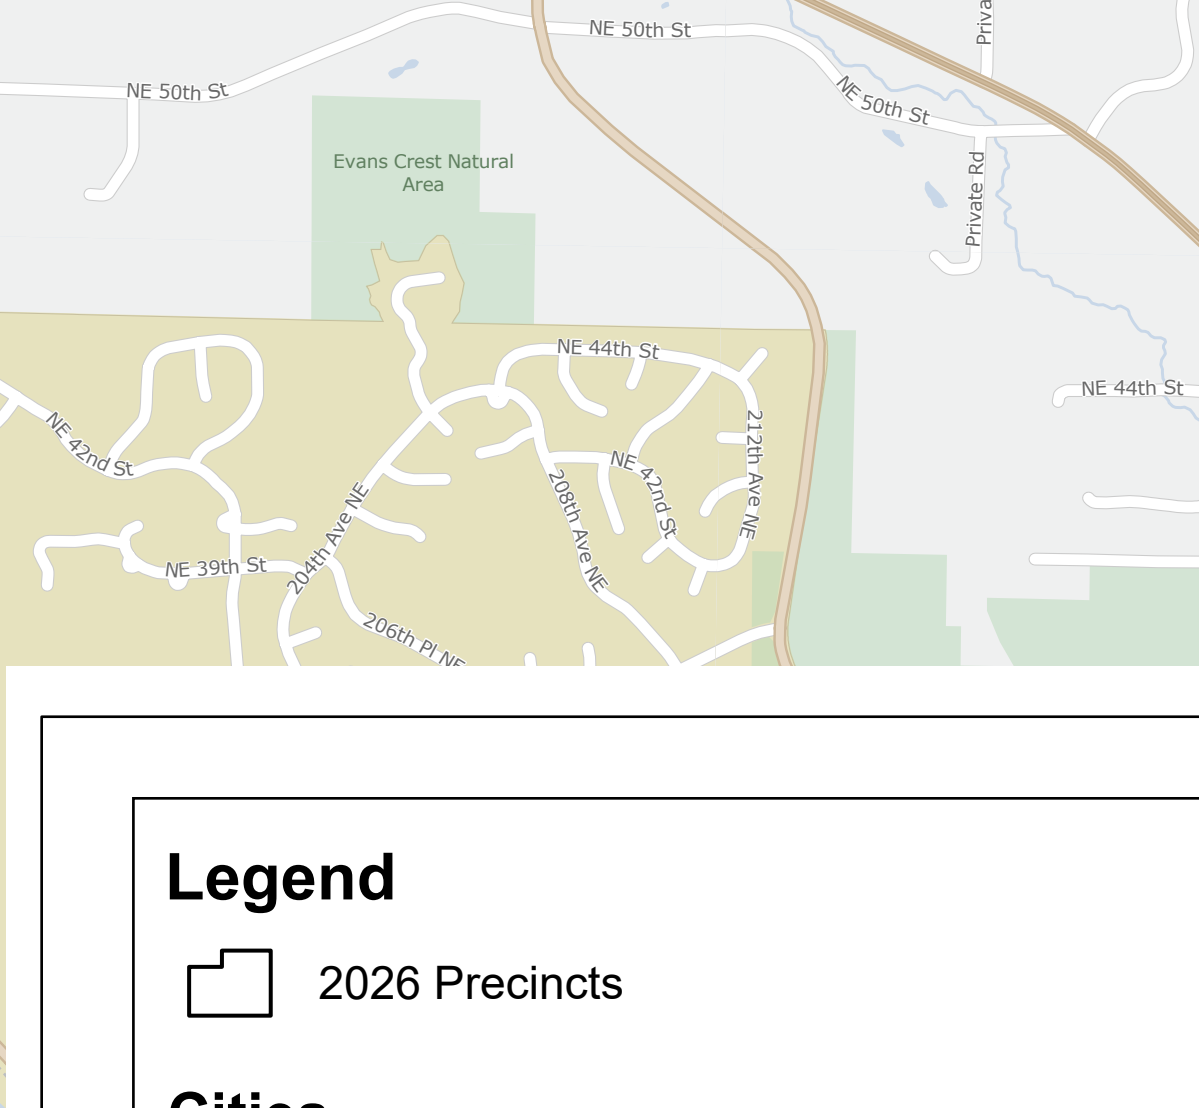 NE 50th St
NE 50th St
NE 50th St
Priva
Evans Crest Natural
Area
Private Rd
NE 44th St
NE 44th St
212th Ave NE
NE 42nd St
NE 42nd St
208th Ave NE
204th Ave NE
NE 39th St
206th Pl NE
Legend
2026 Precincts
Cities